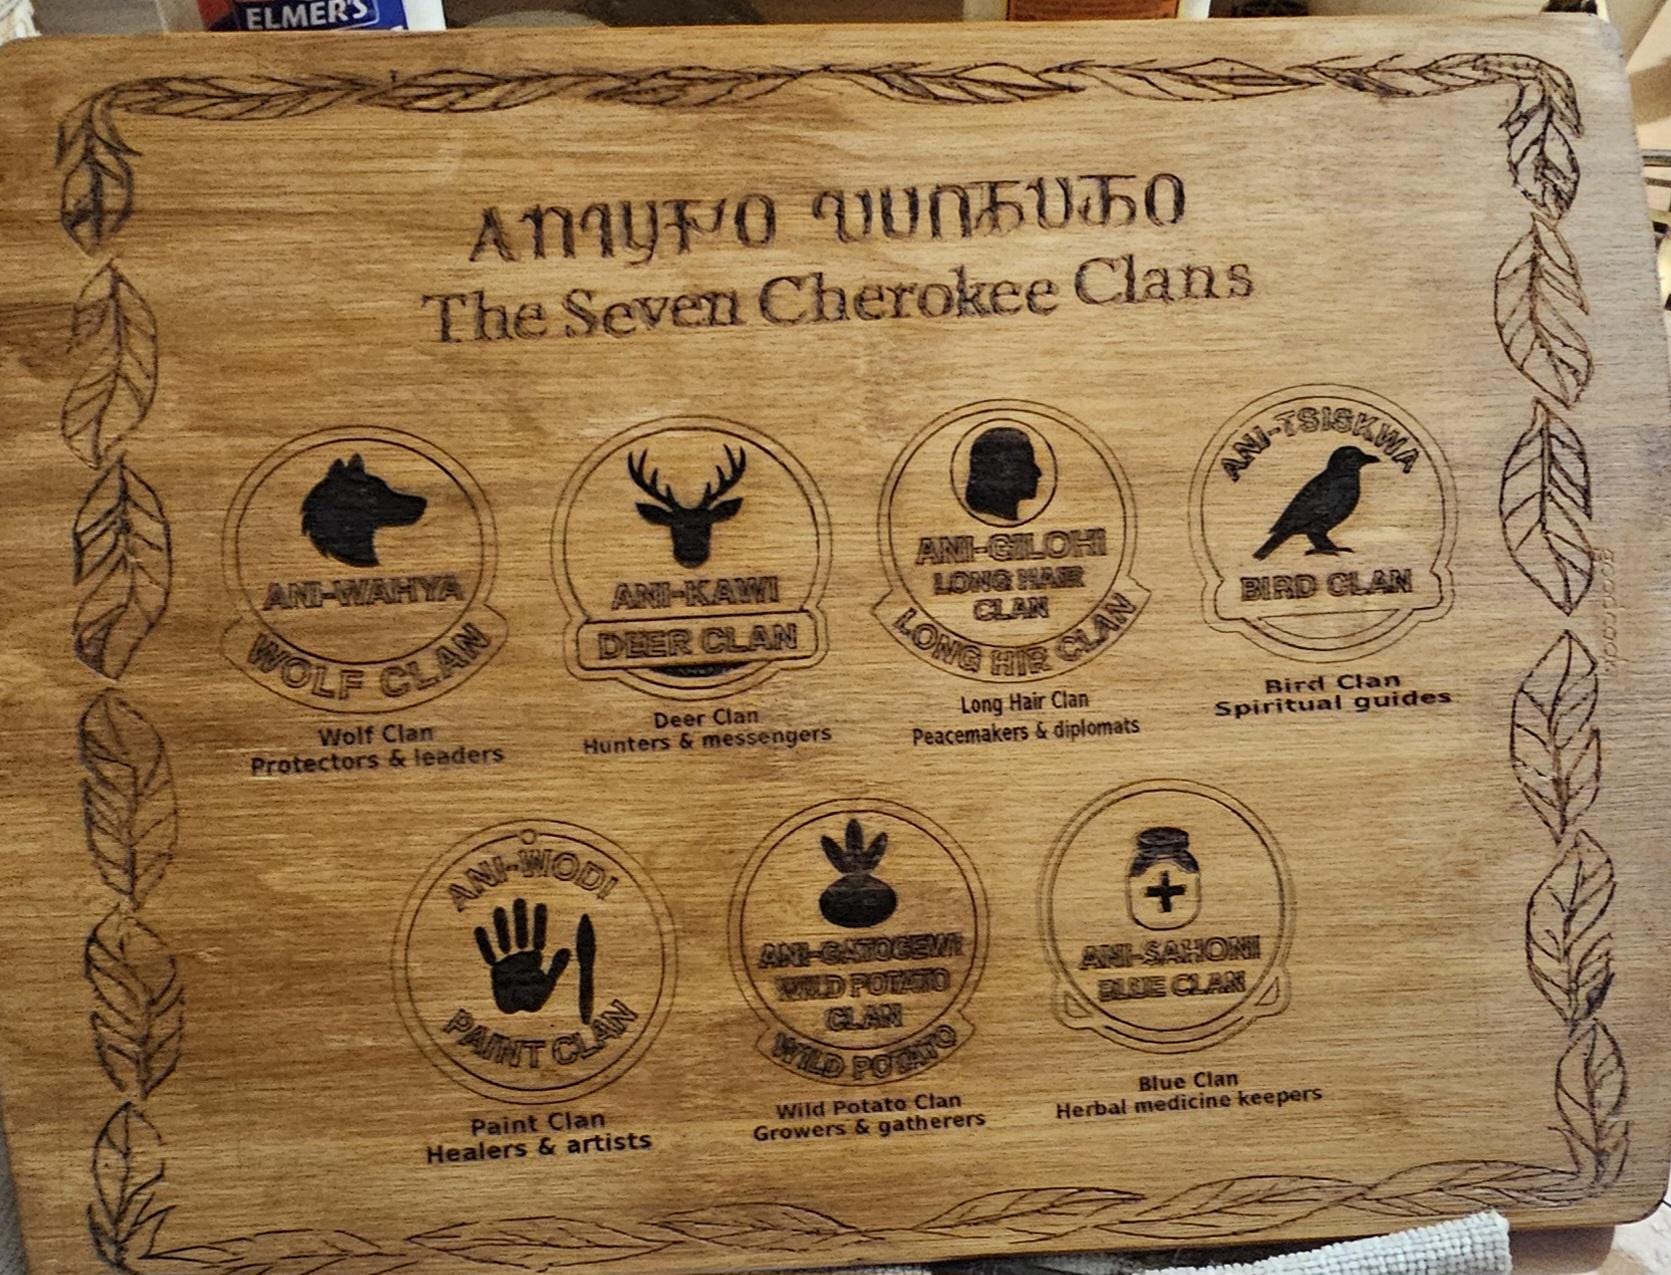 ELMER'S
The Seven Cherokee Clans
ANI-WAHYA
WOLF CLAN
Wolf Clan
Protectors & leaders
ANI-KAWI
DEER CLAN
Deer Clan
Hunters & messengers
ANI-GILOHI
LONG HAIR
CLAN
LONG HIR CLAN
Long Hair Clan
Peacemakers & diplomats
ANI-TSISKWA
BIRD CLAN
Bird Clan
Spiritual guides
ANI-WODI
PAINT CLAN
Paint Clan
Healers & artists
ANI-GATOGEWI
WILD POTATO
CLAN
WILD POTATO
Wild Potato Clan
Growers & gatherers
ANI-SAHONI
BLUE CLAN
Blue Clan
Herbal medicine keepers